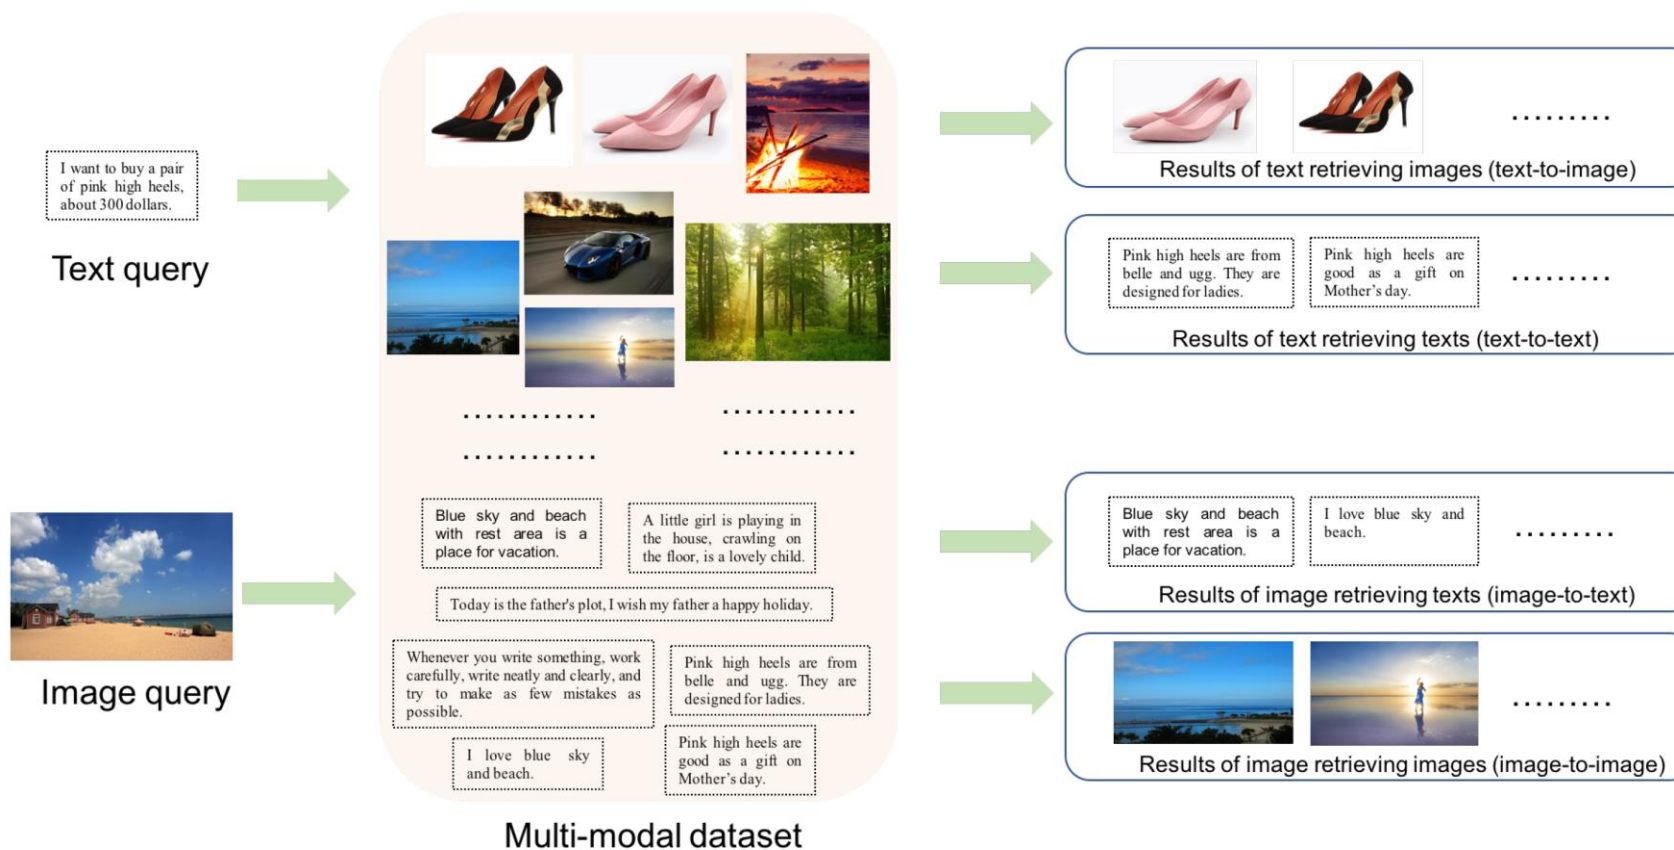 I want to buy a pair
of pink high heels,
about 300 dollars.
Text query
Image query
............ ............
............ ............
Blue sky and beach
with rest area is a
place for vacation.
A little girl is playing in
the house, crawling on
the floor, is a lovely child.
Today is the father's plot, I wish my father a happy holiday.
Whenever you write something, work
carefully, write neatly and clearly, and
try to make as few mistakes as
possible.
Pink high heels are from
belle and ugg. They are
designed for ladies.
I love blue sky
and beach.
Pink high heels are
good as a gift on
Mother's day.
Multi-modal dataset
.........
Results of text retrieving images (text-to-image)
Pink high heels are from
belle and ugg. They are
designed for ladies.
Pink high heels are
good as a gift on
Mother's day.
.........
Results of text retrieving texts (text-to-text)
Blue sky and beach
with rest area is a
place for vacation.
I love blue sky and
beach.
.........
Results of image retrieving texts (image-to-text)
.........
Results of image retrieving images (image-to-image)